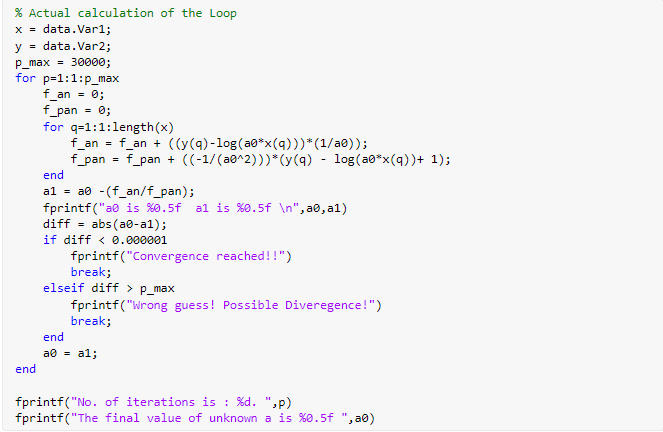 % Actual calculation of the Loop
x = data.Var1;
y = data.Var2;
p_max = 30000;
for p=1:1:p_max
    f_an = 0;
    f_pan = 0;
    for q=1:1:length(x)
        f_an = f_an + ((y(q)-log(a0*x(q)))*(1/a0));
        f_pan = f_pan + ((-1/(a0^2)))*(y(q) - log(a0*x(q))+ 1);
    end
    a1 = a0 -(f_an/f_pan);
    fprintf("a0 is %0.5f  a1 is %0.5f \n",a0,a1)
    diff = abs(a0-a1);
    if diff < 0.000001
        fprintf("Convergence reached!!")
        break;
    elseif diff > p_max
        fprintf("Wrong guess! Possible Diveregence!")
        break;
    end
    a0 = a1;
end
fprintf("No. of iterations is : %d. ",p)
fprintf("The final value of unknown a is %0.5f ",a0)